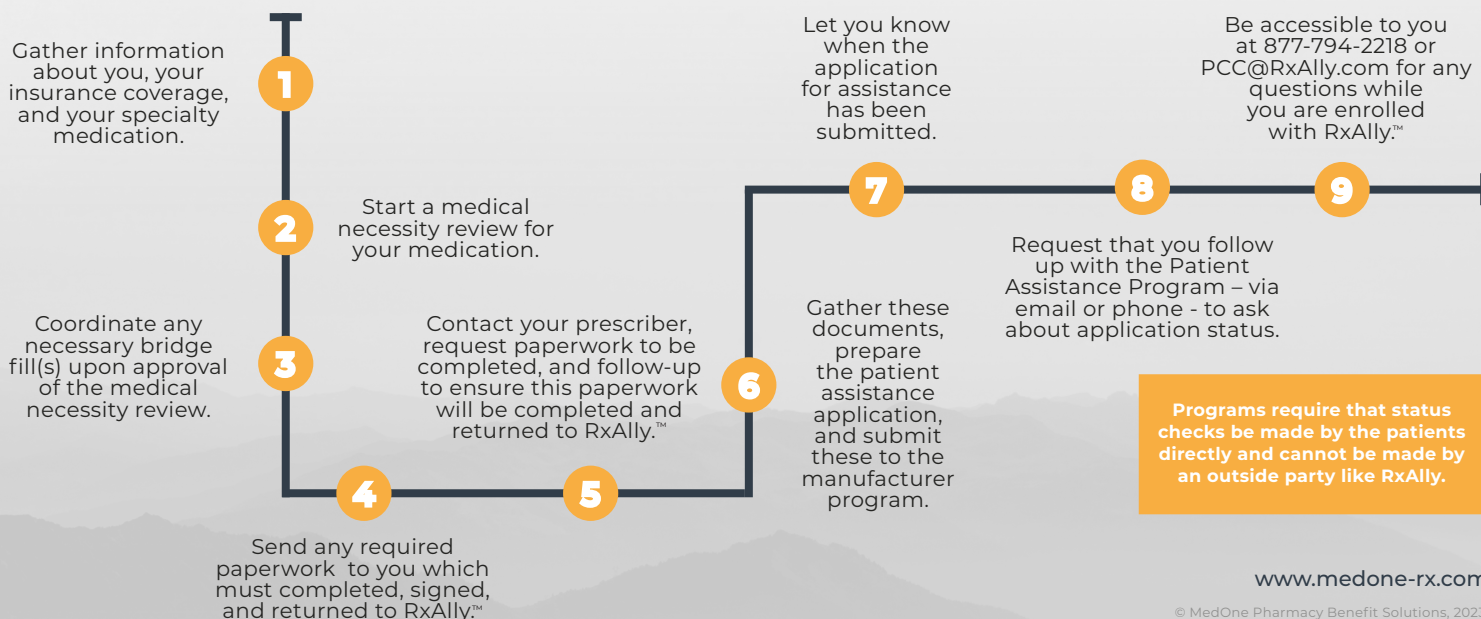 Gather information
about you, your
insurance coverage,
and your specialty
medication.
1
2
Start a medical
necessity review for
your medication.
Coordinate any
necessary bridge
fill(s) upon approval
of the medical
necessity review.
3
4
Send any required
paperwork to you which
must completed, signed,
and returned to RxAlly.™
Contact your prescriber,
request paperwork to be
completed, and follow-up
to ensure this paperwork
will be completed and
returned to RxAlly.™
5
6
Gather these
documents,
prepare
the patient
assistance
application,
and submit
these to the
manufacturer
program.
Let you know
when the
application
for assistance
has been
submitted.
7
8
Request that you follow
up with the Patient
Assistance Program – via
email or phone - to ask
about application status.
Be accessible to you
at 877-794-2218 or
PCC@RxAlly.com for any
questions while
you are enrolled
with RxAlly.™
9
Programs require that status
checks be made by the patients
directly and cannot be made by
an outside party like RxAlly.
www.medone-rx.com
© MedOne Pharmacy Benefit Solutions, 2023